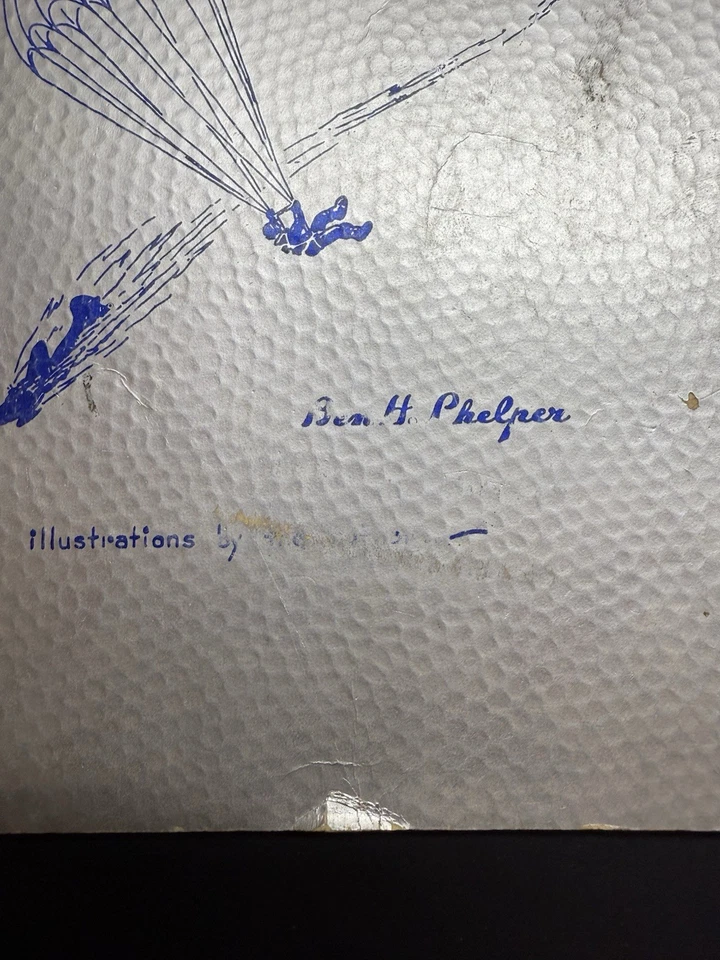 Ben H. Phelper
illustrations by